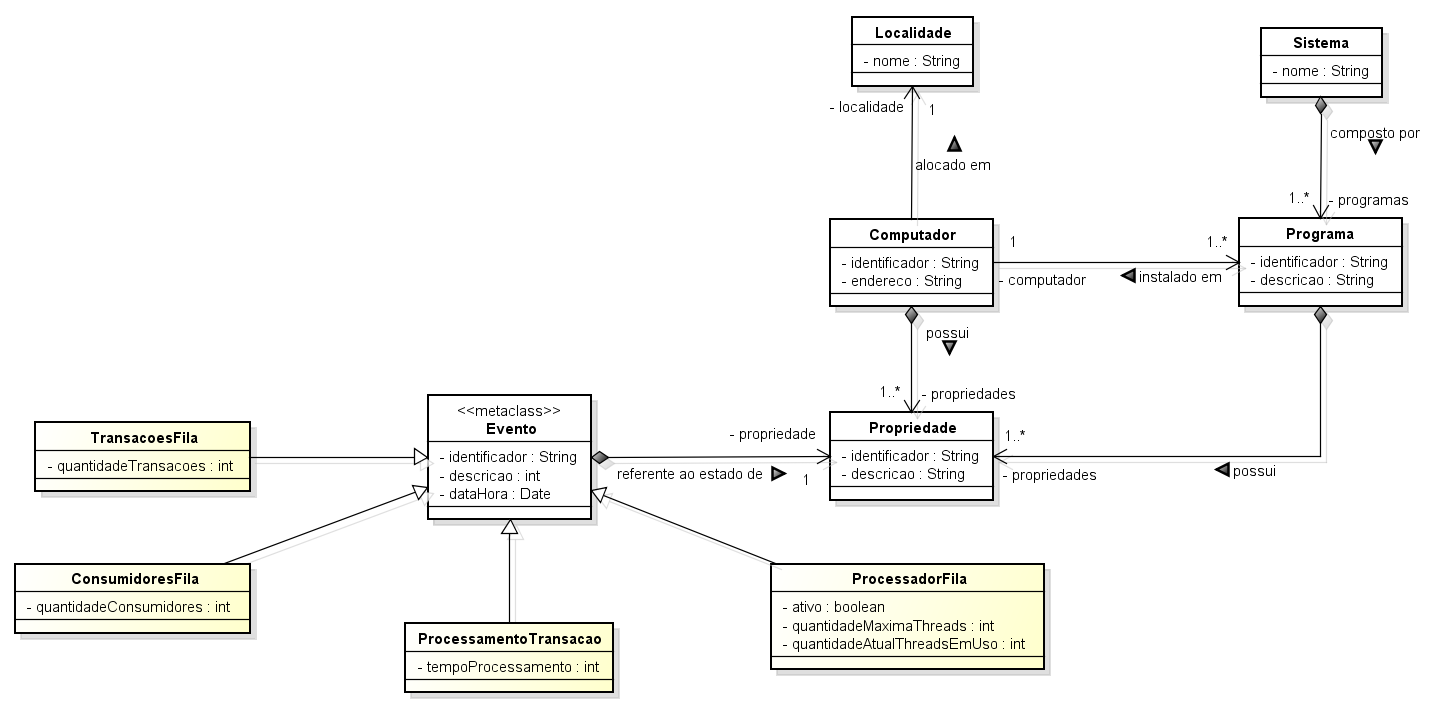 Localidade
- nome : String
Sistema
- nome : String
- localidade
1
alocado em
composto por
1..*
- programas
Computador
- identificador : String
- endereco : String
1
1..*
- computador
instalado em
Programa
- identificador : String
- descricao : String
possui
1..*
- propriedades
<<metaclass>>
Evento
- identificador : String
- descricao : int
- dataHora : Date
- propriedade
referente ao estado de
1
Propriedade
- identificador : String
- descricao : String
1..*
- propriedades
possui
TransacoesFila
- quantidadeTransacoes : int
ConsumidoresFila
- quantidadeConsumidores : int
ProcessamentoTransacao
- tempoProcessamento : int
ProcessadorFila
- ativo : boolean
- quantidadeMaximaThreads : int
- quantidadeAtualThreadsEmUso : int